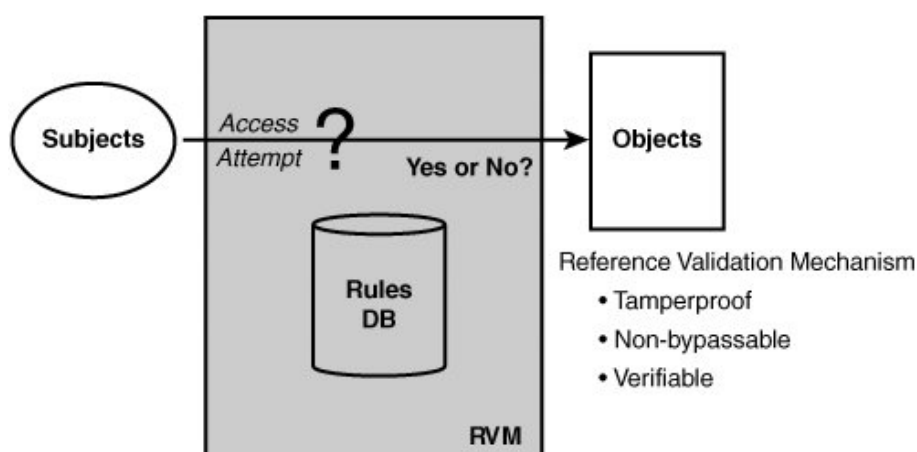 Subjects
Access
Attempt
?
Yes or No?
Objects
Rules
DB
RVM
Reference Validation Mechanism
• Tamperproof
• Non-bypassable
• Verifiable